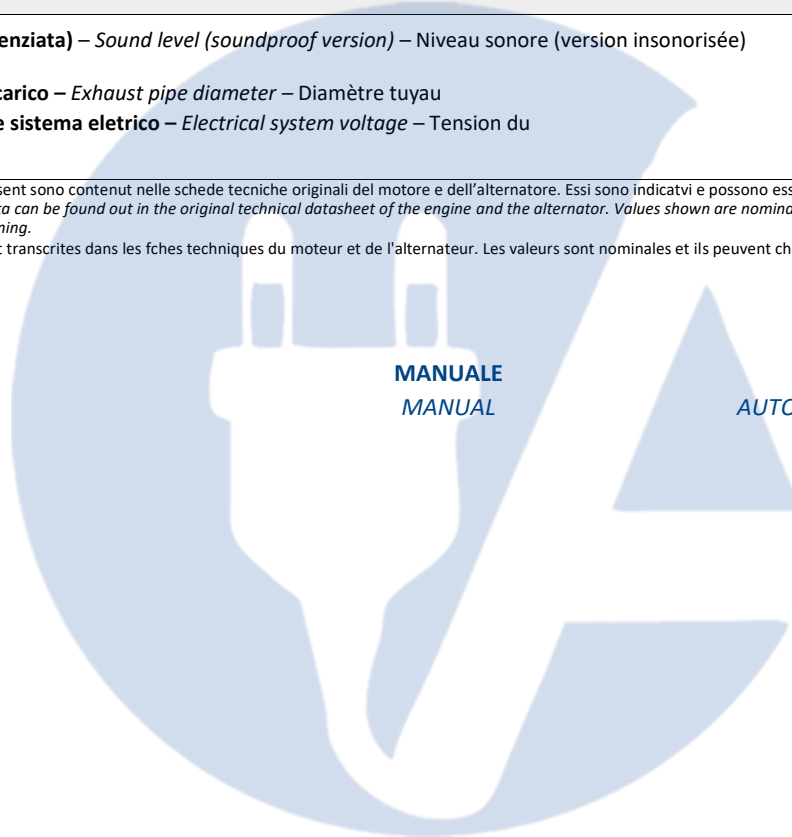 enziata) – Sound level (soundproof version) – Niveau sonore (version insonorisée)
carico – Exhaust pipe diameter – Diamètre tuyau
e sistema eletrico – Electrical system voltage – Tension du
sent sono contenut nelle schede tecniche originali del motore e dell’alternatore. Essi sono indicatvi e possono ess
ta can be found out in the original technical datasheet of the engine and the alternator. Values shown are nomina
ning.
t transcrites dans les fches techniques du moteur et de l'alternateur. Les valeurs sont nominales et ils peuvent ch
MANUALE
MANUAL AUTO